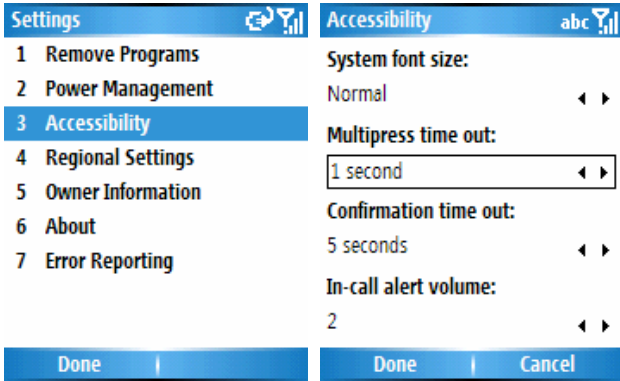 Settings
1 Remove Programs
2 Power Management
3 Accessibility
4 Regional Settings
5 Owner Information
6 About
7 Error Reporting
Done
Accessibility abc
System font size:
Normal
Multipress time out:
1 second
Confirmation time out:
5 seconds
In-call alert volume:
2
Done Cancel